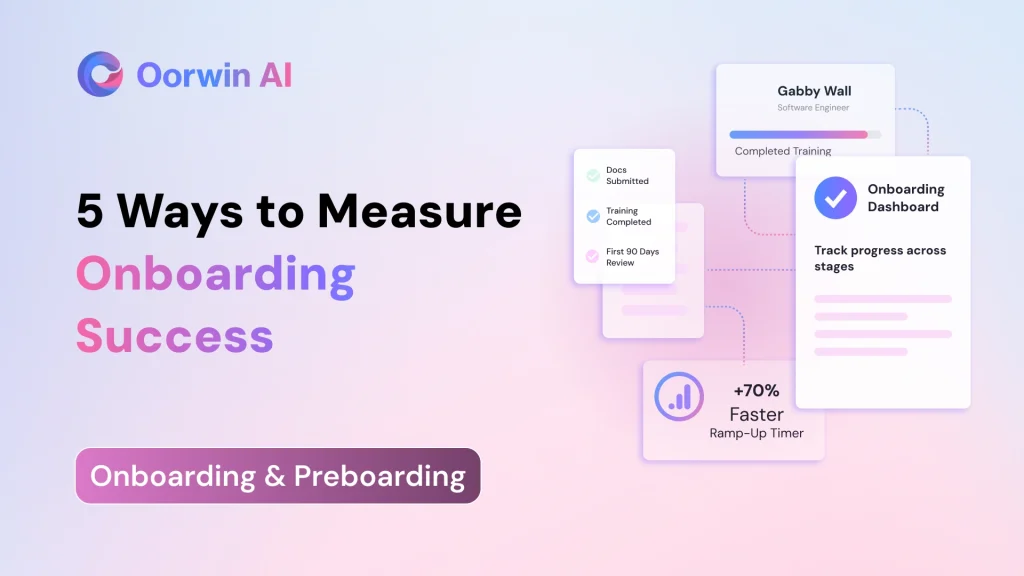 Oorwin AI
5 Ways to Measure
Onboarding
Success
Onboarding & Preboarding
Gabby Wall
Software Engineer
Completed Training
Docs
Submitted
Training
Completed
First 90 Days
Review
Onboarding
Dashboard
Track progress across
stages
+70%
Faster
Ramp-Up Timer